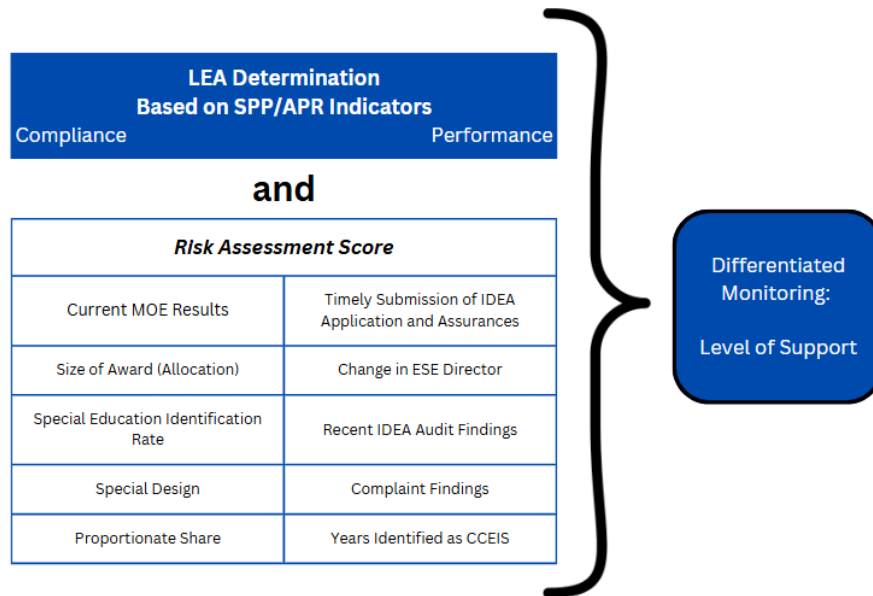 LEA Determination
Based on SPP/APR Indicators
Compliance Performance
and
Risk Assessment Score
Current MOE Results
Timely Submission of IDEA
Application and Assurances
Size of Award (Allocation)
Change in ESE Director
Special Education Identification
Rate
Recent IDEA Audit Findings
Special Design
Complaint Findings
Proportionate Share
Years Identified as CCEIS
Differentiated
Monitoring:
Level of Support